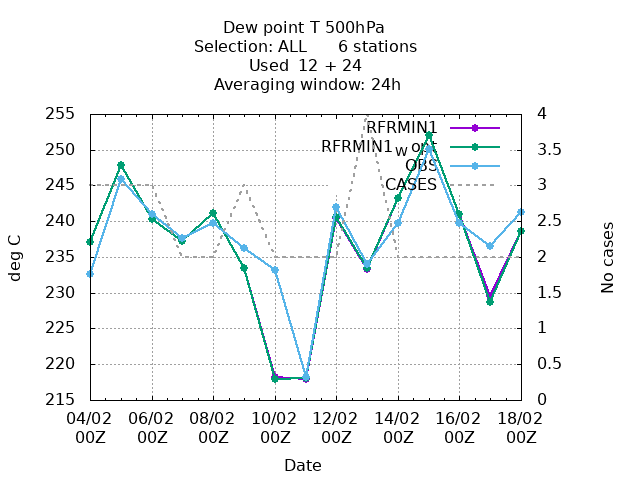 Dew point T 500hPa
Selection: ALL 6 stations
Used 12 + 24
Averaging window: 24h
255
250
245
240
235
230
225
220
215
4
3.5
3
2.5
2
1.5
1
0.5
0
deg C
No cases
RFRMIN1
OBS
CASES
04/02 06/02 08/02 10/02 12/02 14/02 16/02 18/02
00Z 00Z 00Z 00Z 00Z 00Z 00Z 00Z
Date